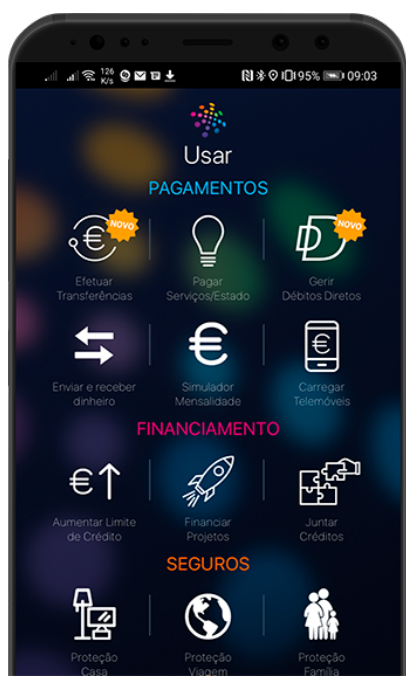 126
K/s
95%
09:03
Usar
PAGAMENTOS
NOVO
NOVO
Efetuar
Transferências
Pagar
Serviços/Estado
Gerir
Débitos Diretos
Enviar e receber
dinheiro
Simulador
Mensalidade
Carregar
Telemóveis
FINANCIAMENTO
Aumentar Limite
de Crédito
Financiar
Projetos
Juntar
Créditos
SEGUROS
Proteção
Casa
Proteção
Viagem
Proteção
Família